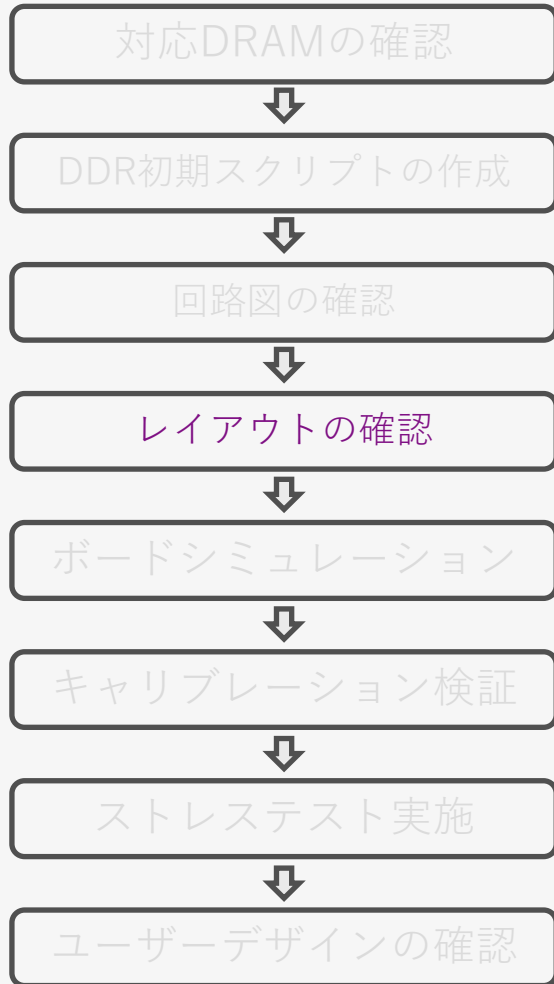 対応DRAMの確認
DDR初期スクリプトの作成
回路図の確認
レイアウトの確認
ボードシミュレーション
キャリブレーション検証
ストレステスト実施
ユーザーデザインの確認